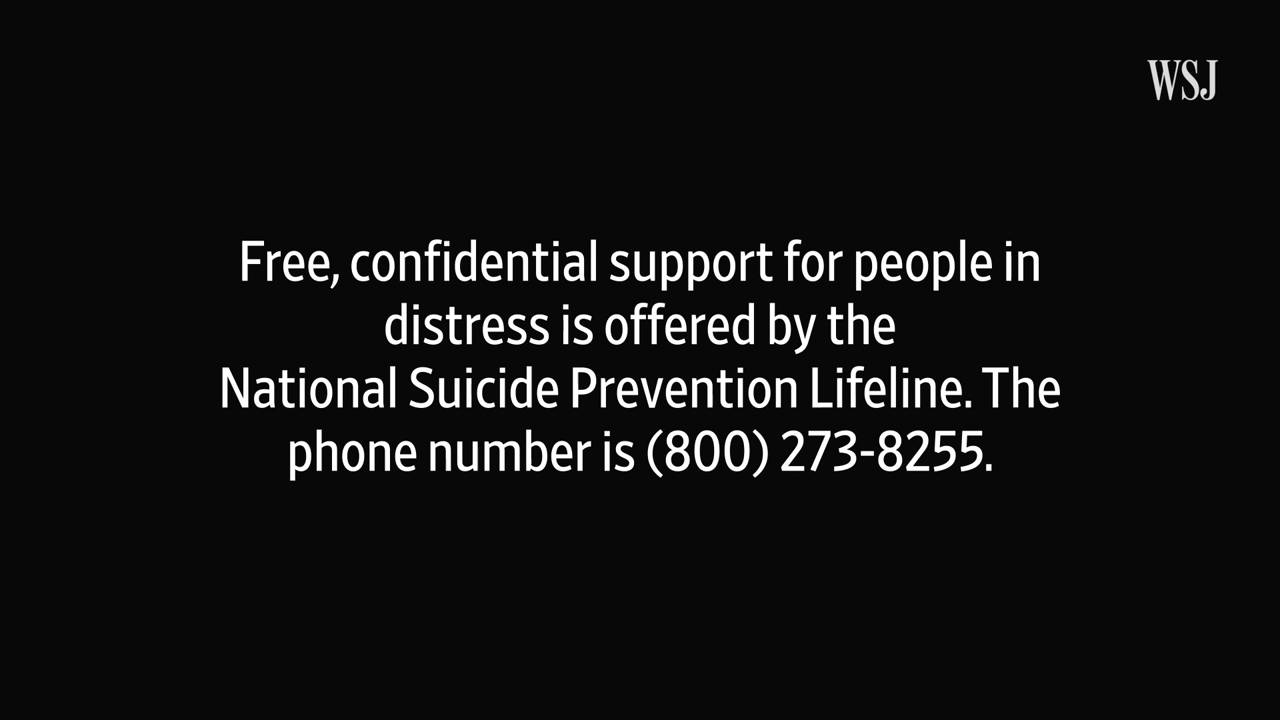 WSJ
Free, confidential support for people in
distress is offered by the
National Suicide Prevention Lifeline. The
phone number is (800) 273-8255.